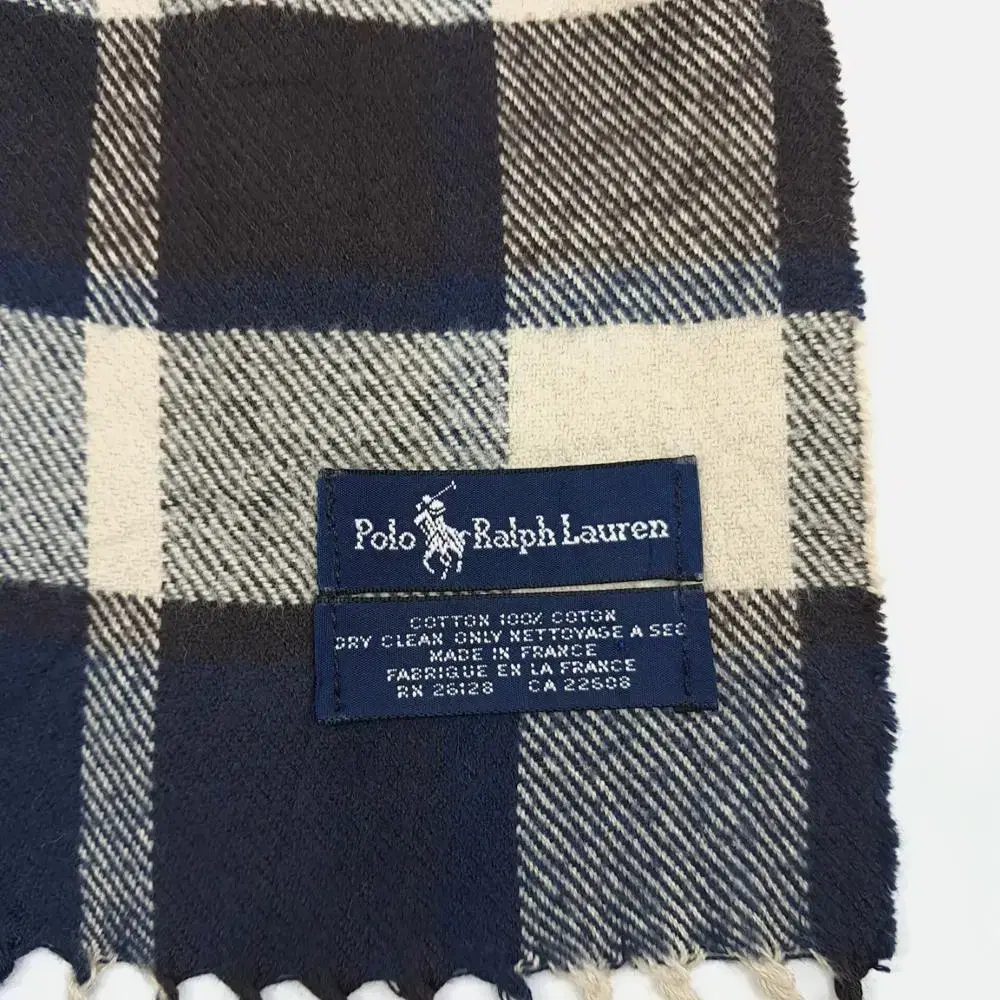 Polo Ralph Lauren
COTTON 100% COTON
DRY CLEAN ONLY NETTOYAGE A SEC
MADE IN FRANCE
FABRIQUE EN LA FRANCE
RN 26128 CA 22508